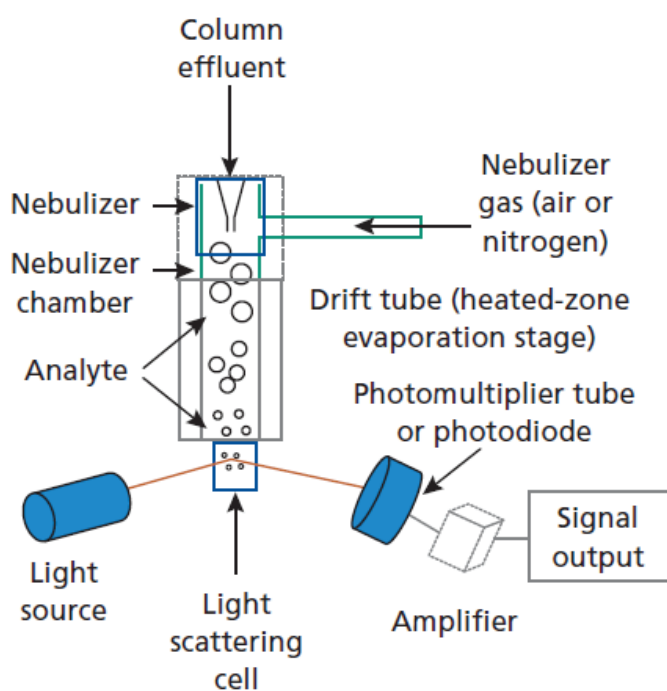 Column
effluent
Nebulizer
Nebulizer
gas (air or
nitrogen)
Nebulizer
chamber
Drift tube (heated-zone
evaporation stage)
Analyte
Photomultiplier tube
or photodiode
Signal
output
Light
source
Light
scattering
cell
Amplifier